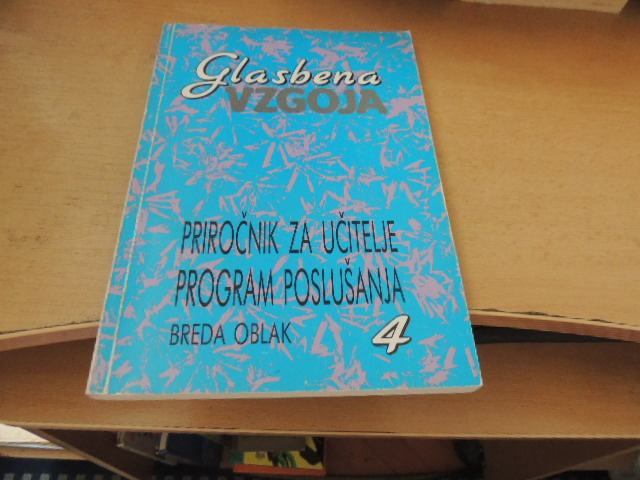 Glasbena
VZGOJA
PRIROČNIK ZA UČITELJE
PROGRAM POSLUŠANJA
BREDA OBLAK 4